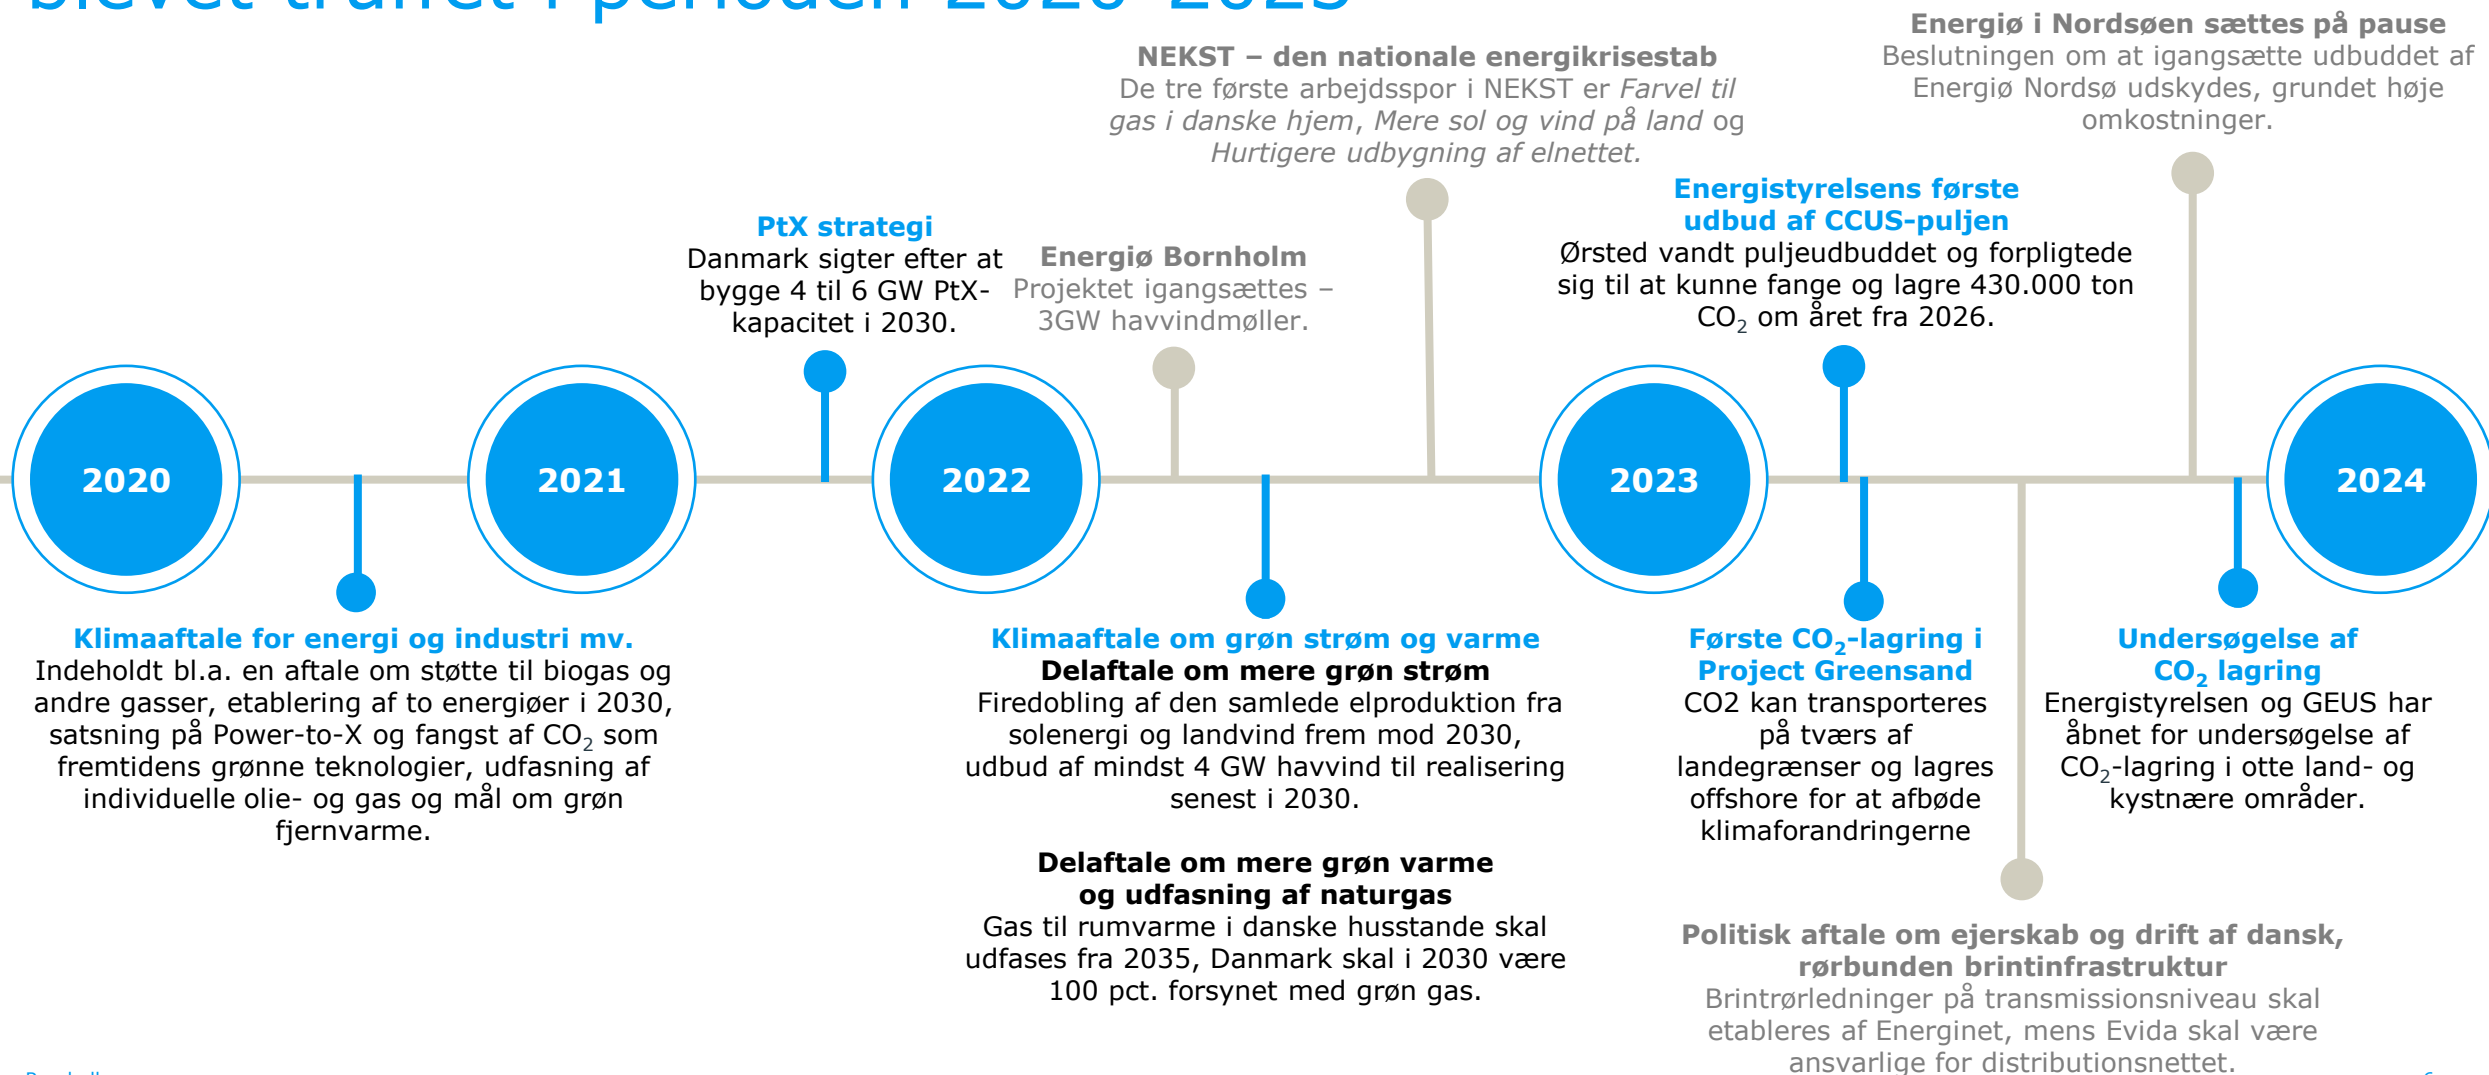 blevet truffet i perioden 2020-2023
Energiø i Nordsøen sættes på pause
Beslutningen om at igangsætte udbuddet af
Energiø Nordsø udskydes, grundet høje
omkostninger.
NEKST – den nationale energikrisestab
De tre første arbejdsspor i NEKST er Farvel til
gas i danske hjem, Mere sol og vind på land og
Hurtigere udbygning af elnettet.
Energistyrelsens første
udbud af CCUS-puljen
Ørsted vandt puljeudbuddet og forpligtede
sig til at kunne fange og lagre 430.000 ton
CO₂ om året fra 2026.
PtX strategi
Danmark sigter efter at
bygge 4 til 6 GW PtX-
kapacitet i 2030.
Energiø Bornholm
Projektet igangsættes –
3GW havvindmøller.
2020
2021
2022
2023
2024
Klimaaftale for energi og industri mv.
Indeholdt bl.a. en aftale om støtte til biogas og
andre gasser, etablering af to energiøer i 2030,
satsning på Power-to-X og fangst af CO₂ som
fremtidens grønne teknologier, udfasning af
individuelle olie- og gas og mål om grøn
fjernvarme.
Klimaaftale om grøn strøm og varme
Delaftale om mere grøn strøm
Firedobling af den samlede elproduktion fra
solenergi og landvind frem mod 2030,
udbud af mindst 4 GW havvind til realisering
senest i 2030.
Delaftale om mere grøn varme
og udfasning af naturgas
Gas til rumvarme i danske husstande skal
udfases fra 2035, Danmark skal i 2030 være
100 pct. forsynet med grøn gas.
Første CO₂-lagring i
Project Greensand
CO2 kan transporteres
på tværs af
landegrænser og lagres
offshore for at afbøde
klimaforandringerne
Undersøgelse af
CO₂ lagring
Energistyrelsen og GEUS har
åbnet for undersøgelse af
CO₂-lagring i otte land- og
kystnære områder.
Politisk aftale om ejerskab og drift af dansk,
rørbunden brintinfrastruktur
Brintrørledninger på transmissionsniveau skal
etableres af Energinet, mens Evida skal være
ansvarlige for distributionsnettet.